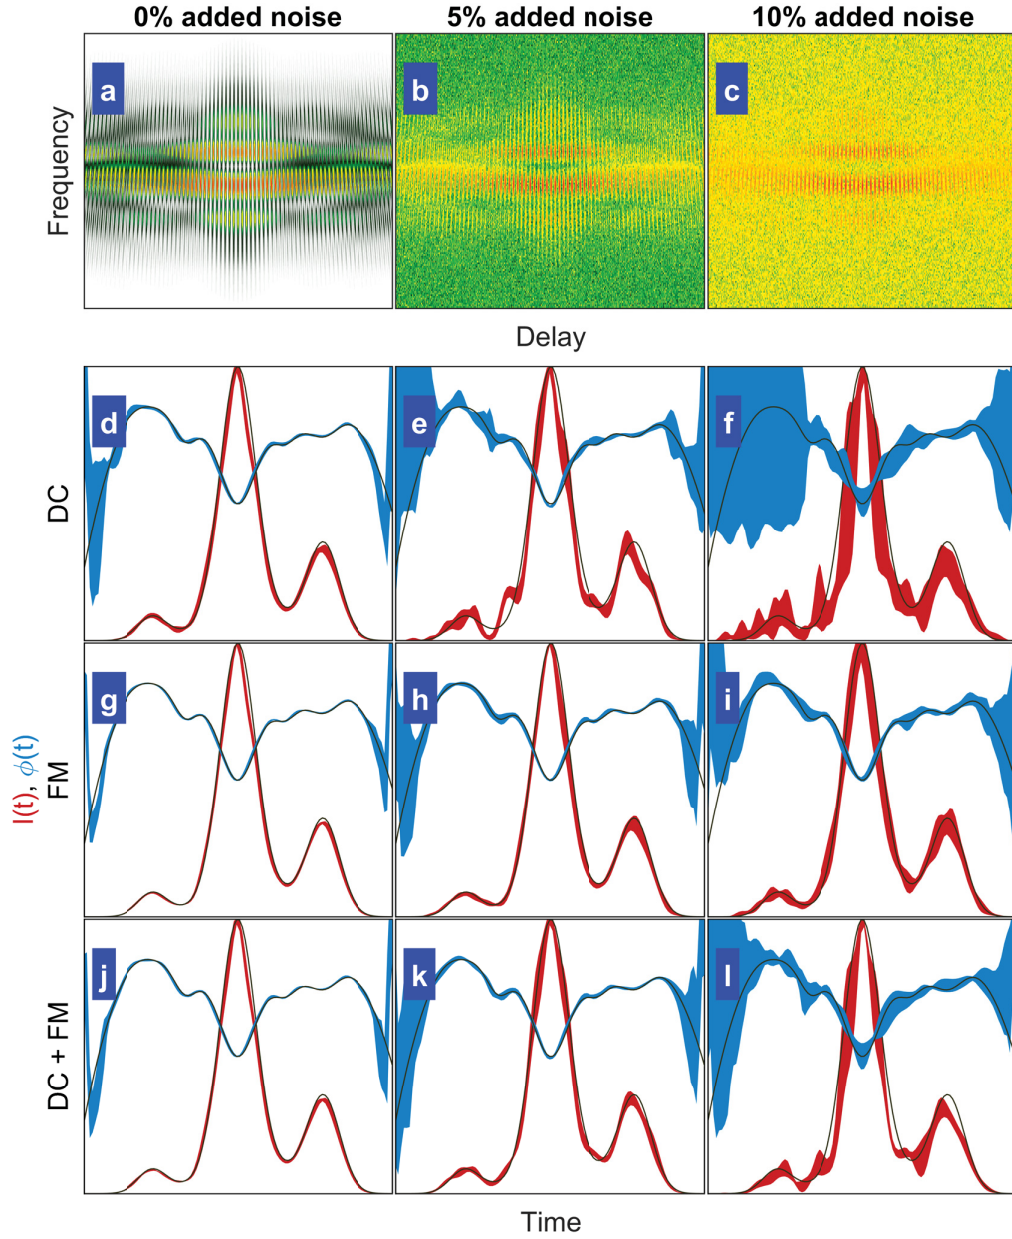 0% added noise 5% added noise 10% added noise
a b c
Frequency
Delay
d e f
DC
g h i
FM
I(t), ϕ(t)
j k l
DC + FM
Time